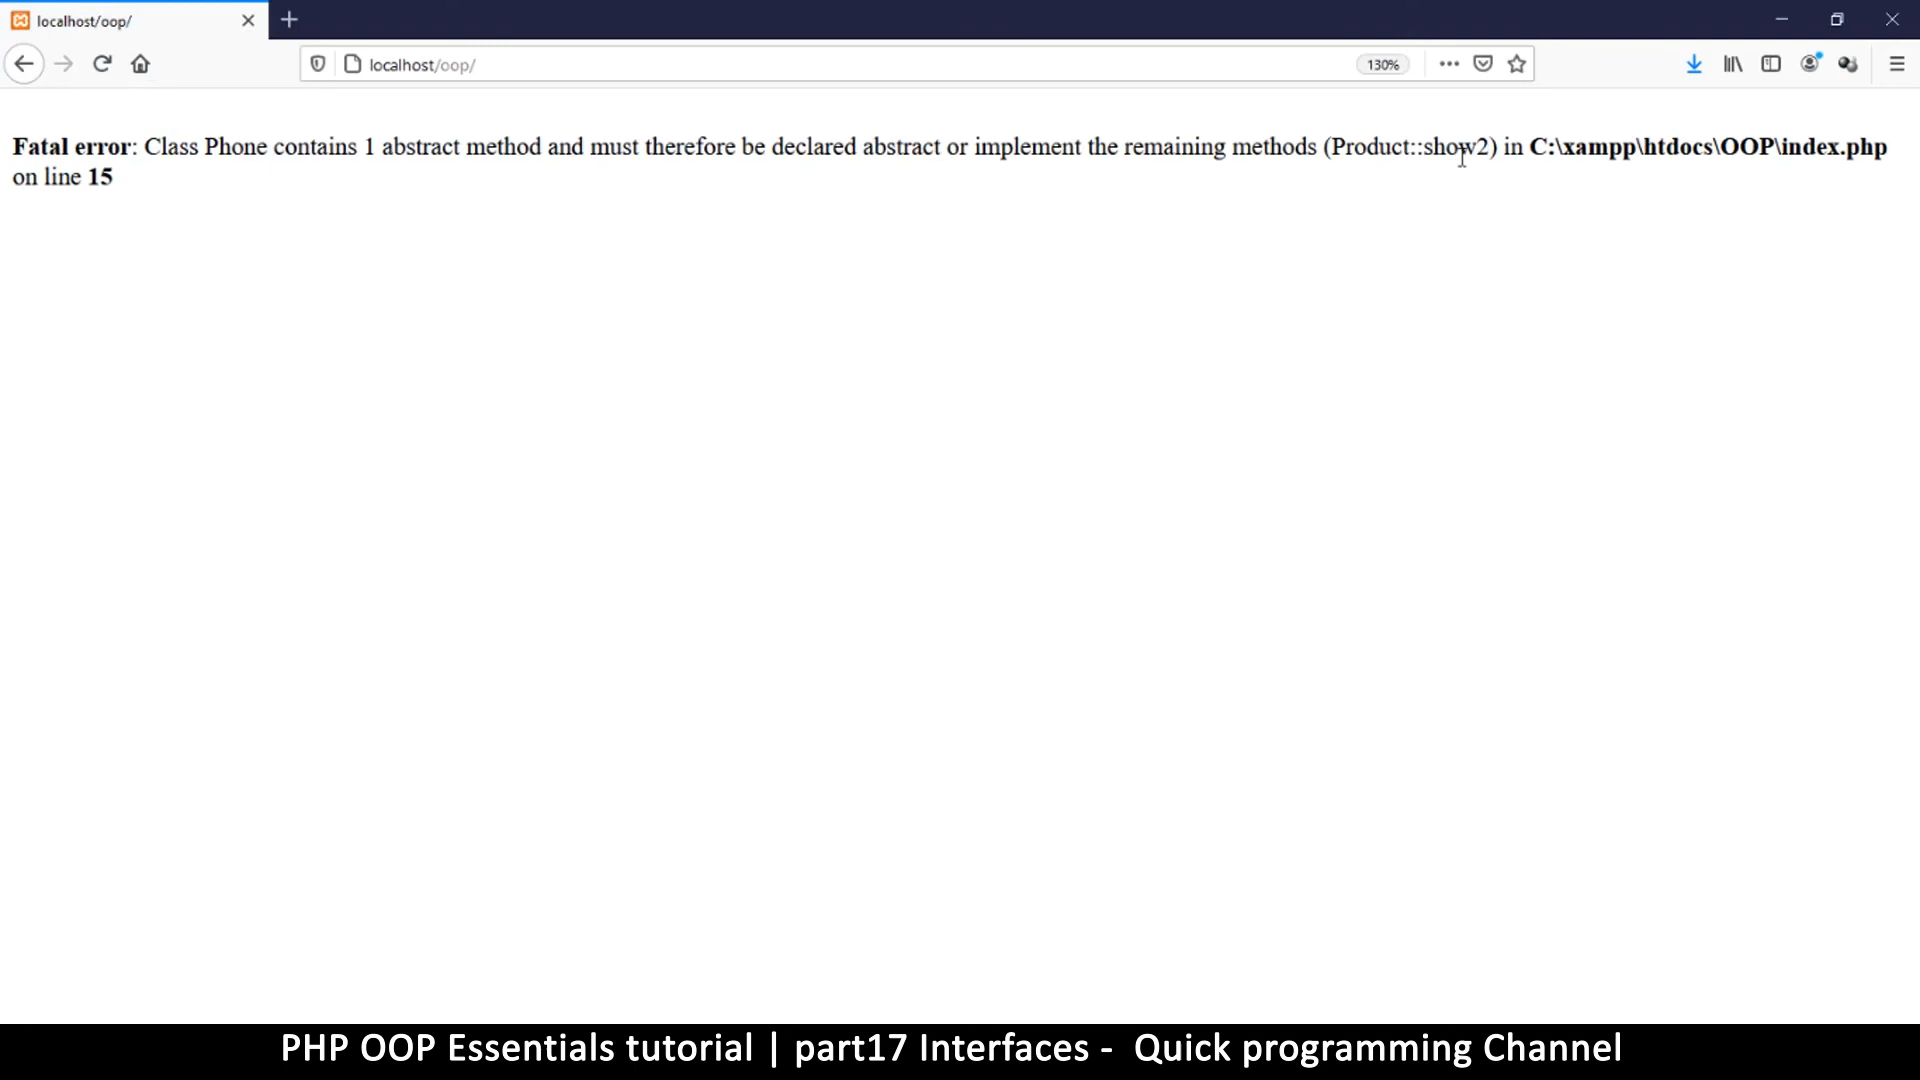 localhost/oop/
localhost/oop/
130%
Fatal error: Class Phone contains 1 abstract method and must therefore be declared abstract or implement the remaining methods (Product::show2) in C:\xampp\htdocs\OOP\index.php
on line 15
PHP OOP Essentials tutorial | part17 Interfaces - Quick programming Channel